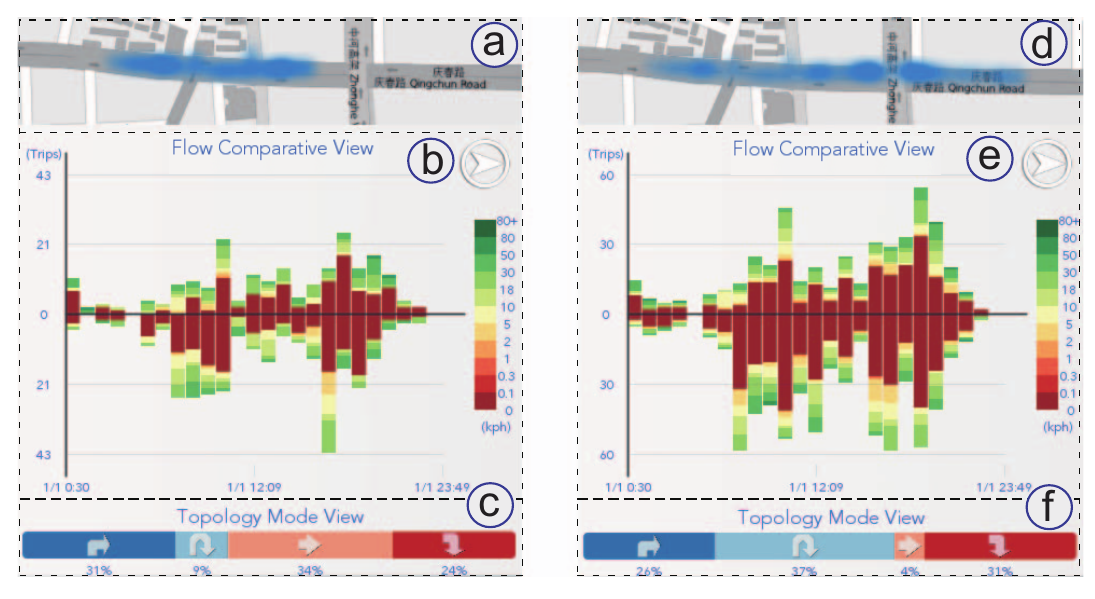 a
中河高架 Zhonghe
庆春路
庆春路 Qingchun Road
b
Flow Comparative View
(Trips)
43
21
0
21
43
80+
80
50
30
18
10
5
2
1
0.3
0.1
0
(kph)
1/1 0:30
1/1 12:09
1/1 23:49
c
Topology Mode View
31%
9%
34%
24%
d
中河高架 Zhonghe
庆春路
庆春路 Qingchun Road
e
Flow Comparative View
(Trips)
60
30
0
30
60
80+
80
50
30
18
10
5
2
1
0.3
0.1
0
(kph)
1/1 0:30
1/1 12:09
1/1 23:49
f
Topology Mode View
26%
37%
4%
31%